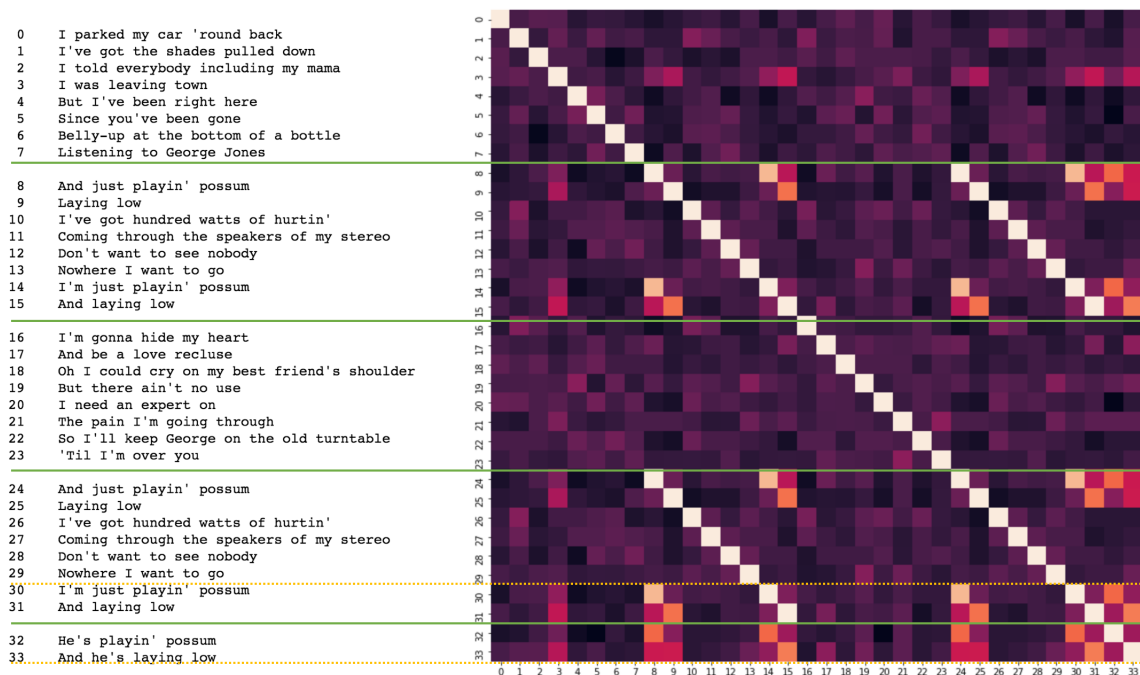 0 I parked my car 'round back
1 I've got the shades pulled down
2 I told everybody including my mama
3 I was leaving town
4 But I've been right here
5 Since you've been gone
6 Belly-up at the bottom of a bottle
7 Listening to George Jones
8 And just playin' possum
9 Laying low
10 I've got hundred watts of hurtin'
11 Coming through the speakers of my stereo
12 Don't want to see nobody
13 Nowhere I want to go
14 I'm just playin' possum
15 And laying low
16 I'm gonna hide my heart
17 And be a love recluse
18 Oh I could cry on my best friend's shoulder
19 But there ain't no use
20 I need an expert on
21 The pain I'm going through
22 So I'll keep George on the old turntable
23 'Til I'm over you
24 And just playin' possum
25 Laying low
26 I've got hundred watts of hurtin'
27 Coming through the speakers of my stereo
28 Don't want to see nobody
29 Nowhere I want to go
30 I'm just playin' possum
31 And laying low
32 He's playin' possum
33 And he's laying low
0
1
2
3
4
5
6
7
8
9
10
11
12
13
14
15
16
17
18
19
20
21
22
23
24
25
26
27
28
29
30
31
32
33
0 1 2 3 4 5 6 7 8 9 10 11 12 13 14 15 16 17 18 19 20 21 22 23 24 25 26 27 28 29 30 31 32 33